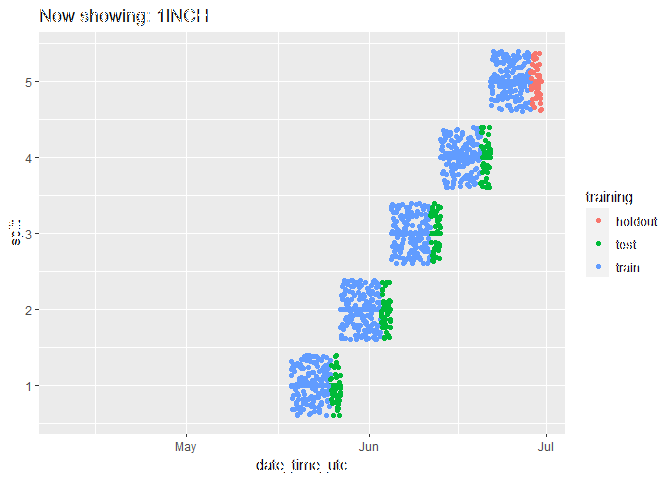 Now showing: 1INCH
5
4
3
2
1
split
May Jun Jul
date_time_utc
training
holdout
test
train